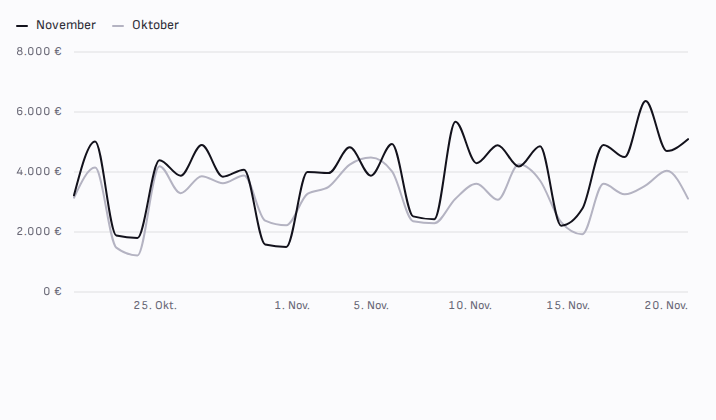 November Oktober
8.000 €
6.000 €
4.000 €
2.000 €
0 €
25. Okt. 1. Nov. 5. Nov. 10. Nov. 15. Nov. 20. Nov.